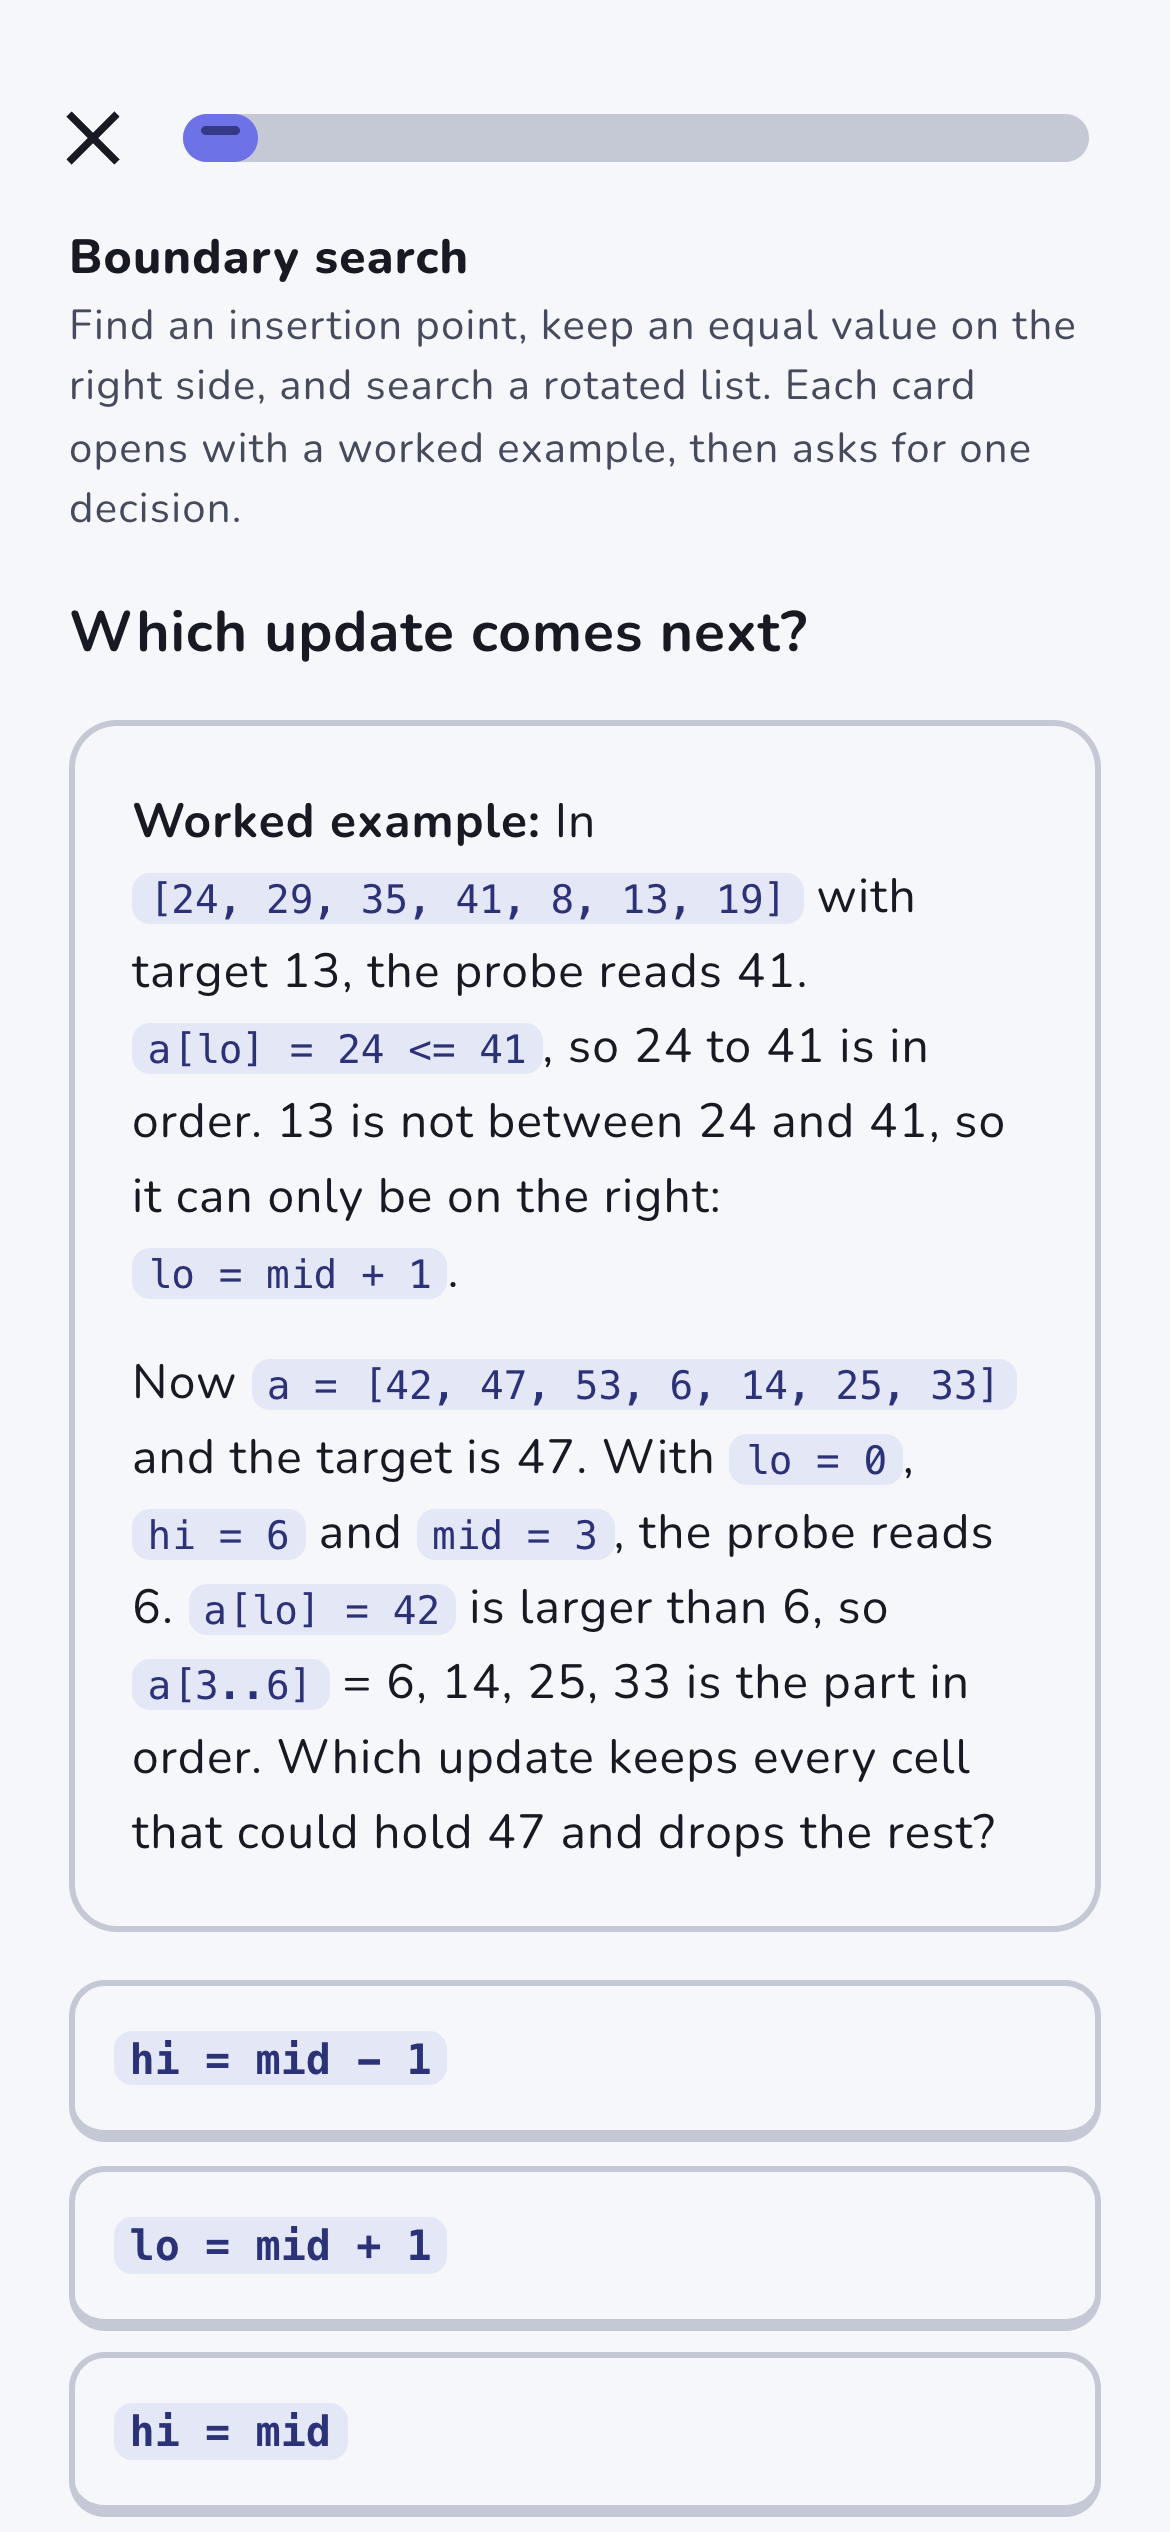 Boundary search
Find an insertion point, keep an equal value on the
right side, and search a rotated list. Each card
opens with a worked example, then asks for one
decision.
Which update comes next?
Worked example: In
[24, 29, 35, 41, 8, 13, 19] with
target 13, the probe reads 41.
a[lo] = 24 <= 41, so 24 to 41 is in
order. 13 is not between 24 and 41, so
it can only be on the right:
lo = mid + 1.
Now a = [42, 47, 53, 6, 14, 25, 33]
and the target is 47. With lo = 0,
hi = 6 and mid = 3, the probe reads
6. a[lo] = 42 is larger than 6, so
a[3..6] = 6, 14, 25, 33 is the part in
order. Which update keeps every cell
that could hold 47 and drops the rest?
hi = mid − 1
lo = mid + 1
hi = mid